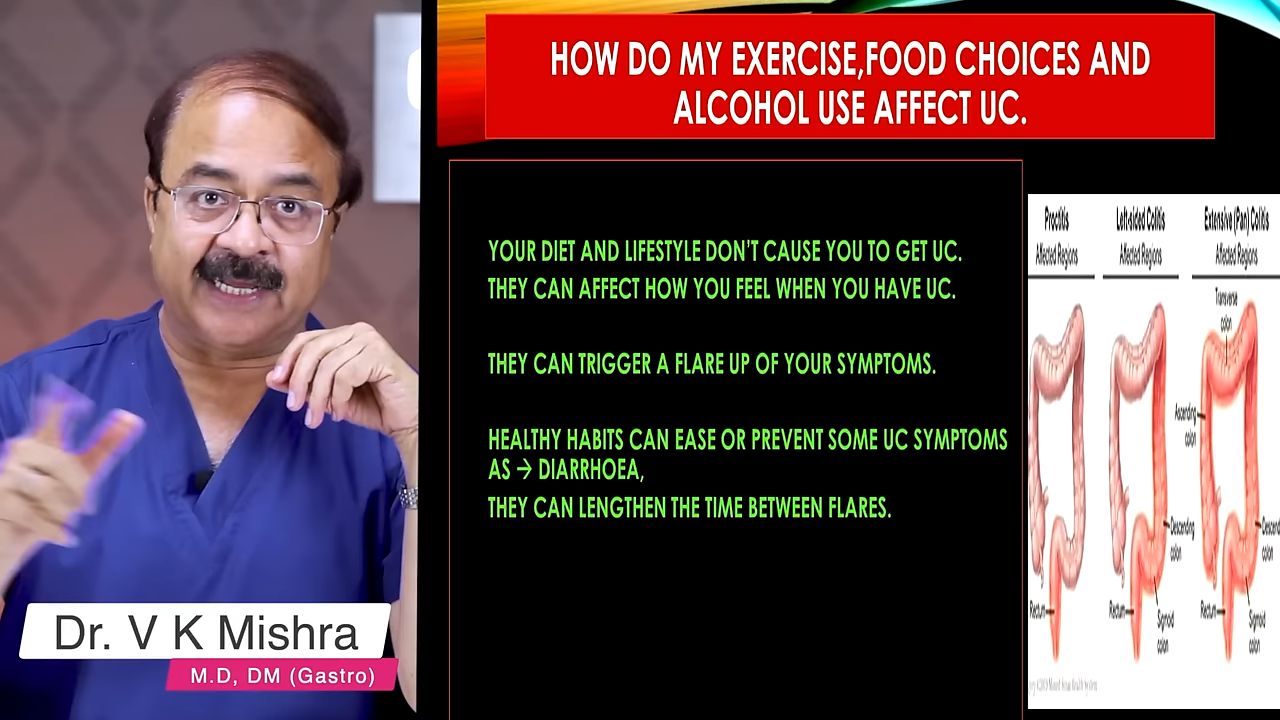 HOW DO MY EXERCISE,FOOD CHOICES AND
ALCOHOL USE AFFECT UC.
YOUR DIET AND LIFESTYLE DON'T CAUSE YOU TO GET UC.
THEY CAN AFFECT HOW YOU FEEL WHEN YOU HAVE UC.
THEY CAN TRIGGER A FLARE UP OF YOUR SYMPTOMS.
HEALTHY HABITS CAN EASE OR PREVENT SOME UC SYMPTOMS
AS → DIARRHOEA,
THEY CAN LENGTHEN THE TIME BETWEEN FLARES.
Proctitis
Affected Regions
Rectum
Left-sided Colitis
Affected Regions
Descending
colon
Rectum
Sigmoid
colon
Extensive (Pan) Colitis
Affected Regions
Transverse
colon
Ascending
colon
Descend
colon
Rectum
Sigmoid
colon
Dr. V K Mishra
M.D, DM (Gastro)